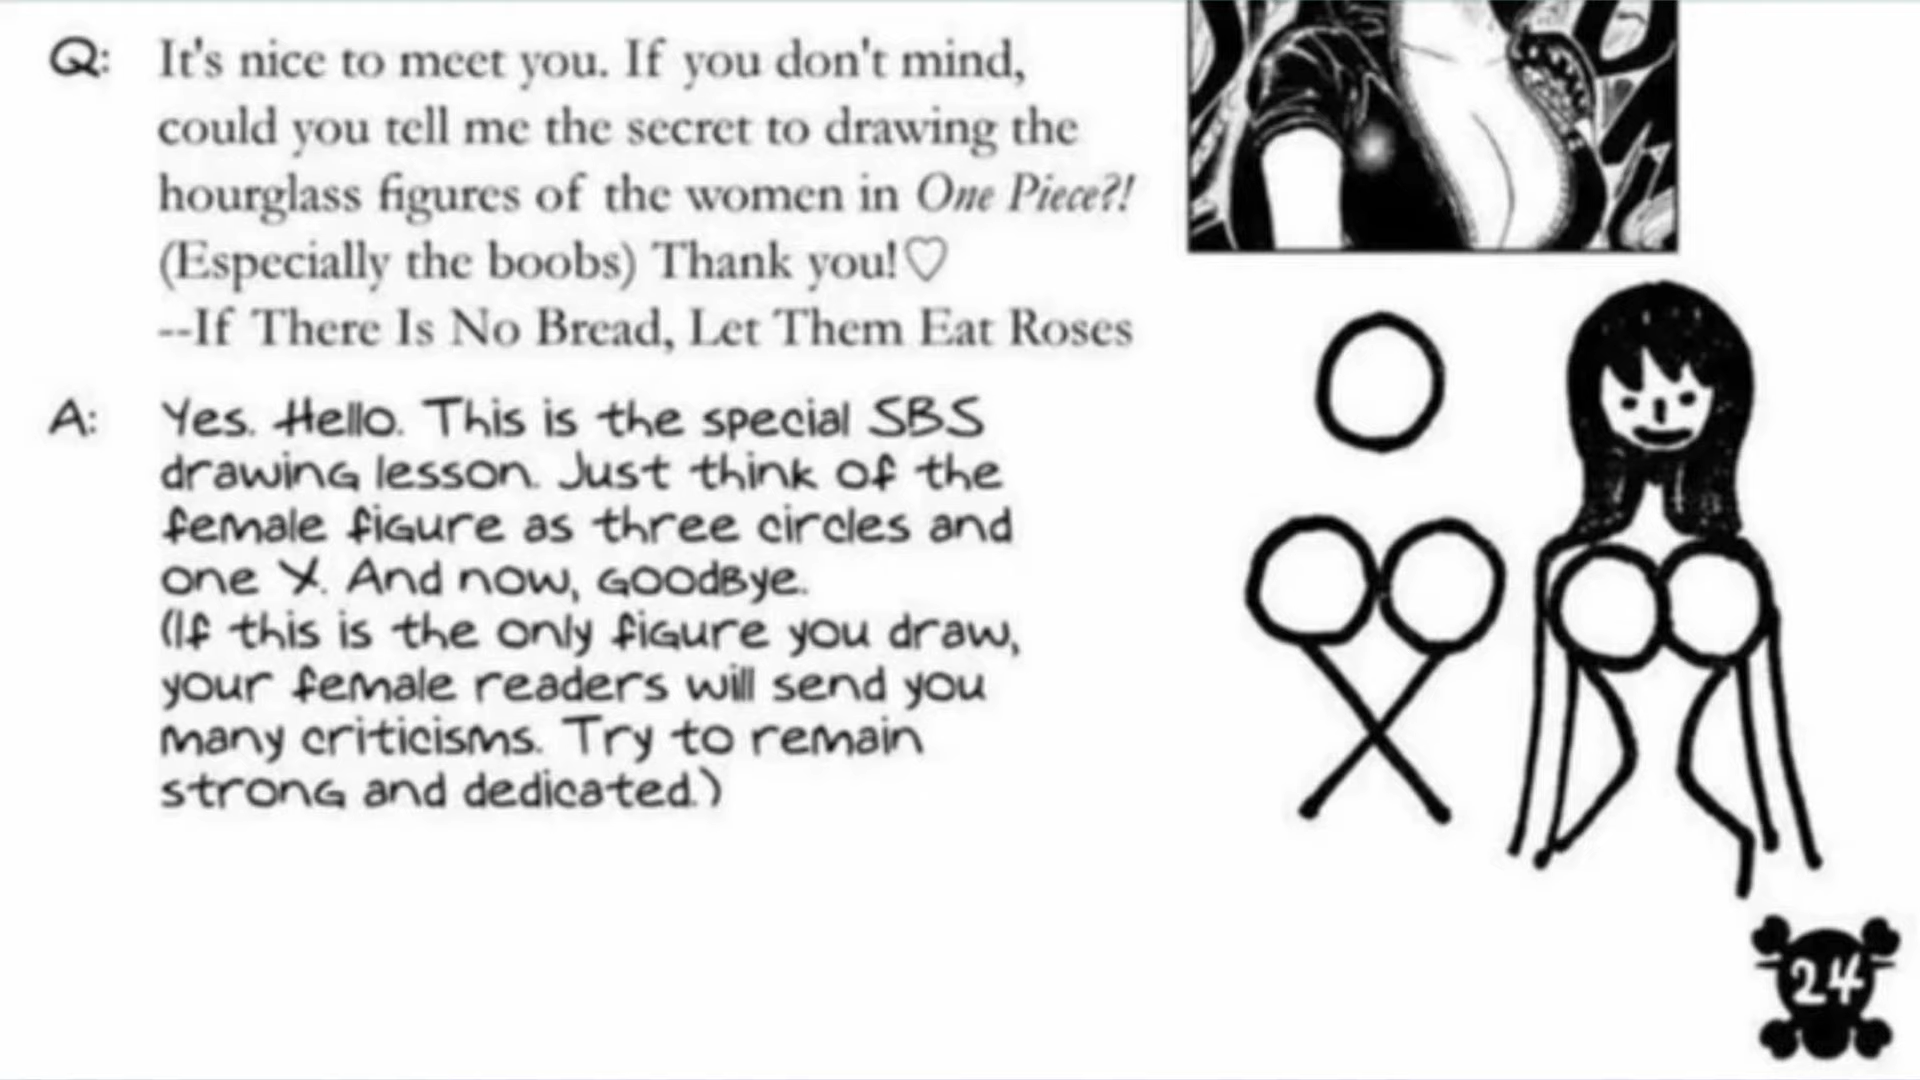 Q: It's nice to meet you. If you don't mind,
could you tell me the secret to drawing the
hourglass figures of the women in One Piece?!
(Especially the boobs) Thank you!♡
--If There Is No Bread, Let Them Eat Roses
A: Yes. Hello. This is the special SBS
drawing lesson. Just think of the
female figure as three circles and
one X. And now, goodbye.
(If this is the only figure you draw,
your female readers will send you
many criticisms. Try to remain
strong and dedicated.)
24